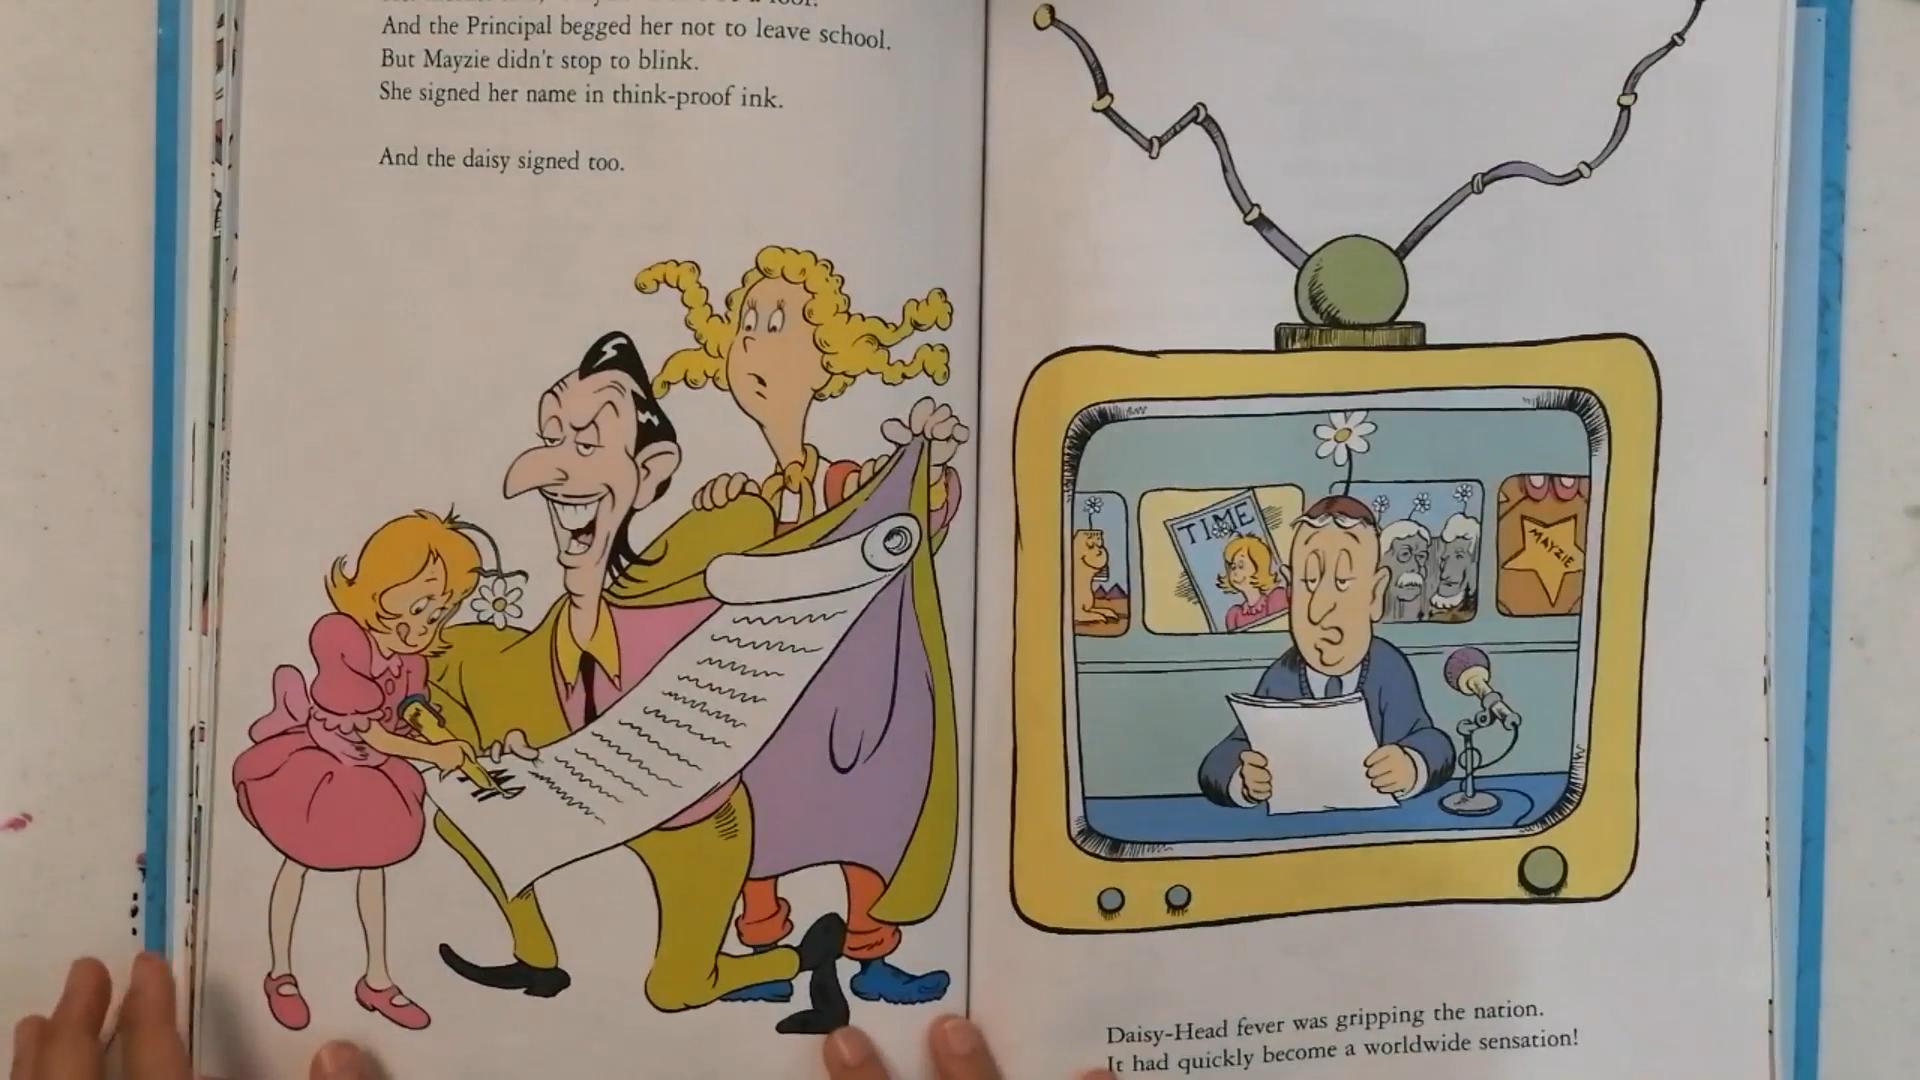 And the Principal begged her not to leave school.
But Mayzie didn't stop to blink.
She signed her name in think-proof ink.
And the daisy signed too.
TIME
MAYZIE
Daisy-Head fever was gripping the nation.
It had quickly become a worldwide sensation!